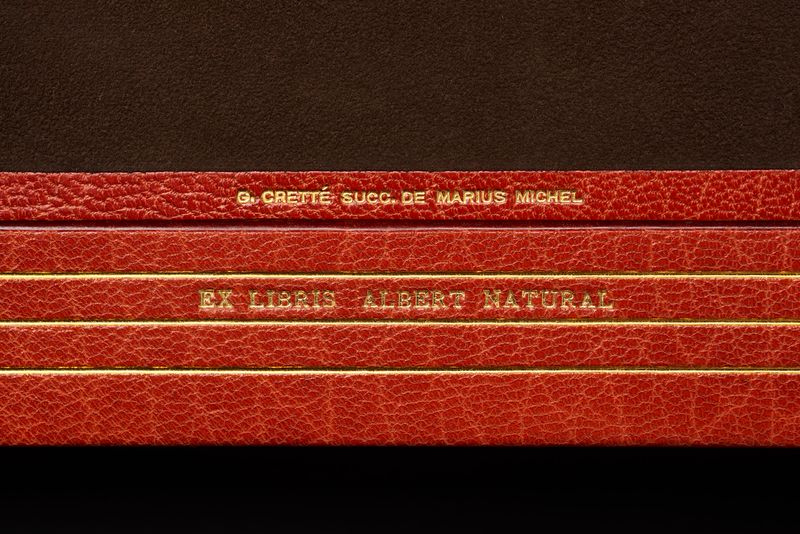 G. CRETTÉ SUCC. DE MARIUS MICHEL
EX LIBRIS ALBERT NATURAL